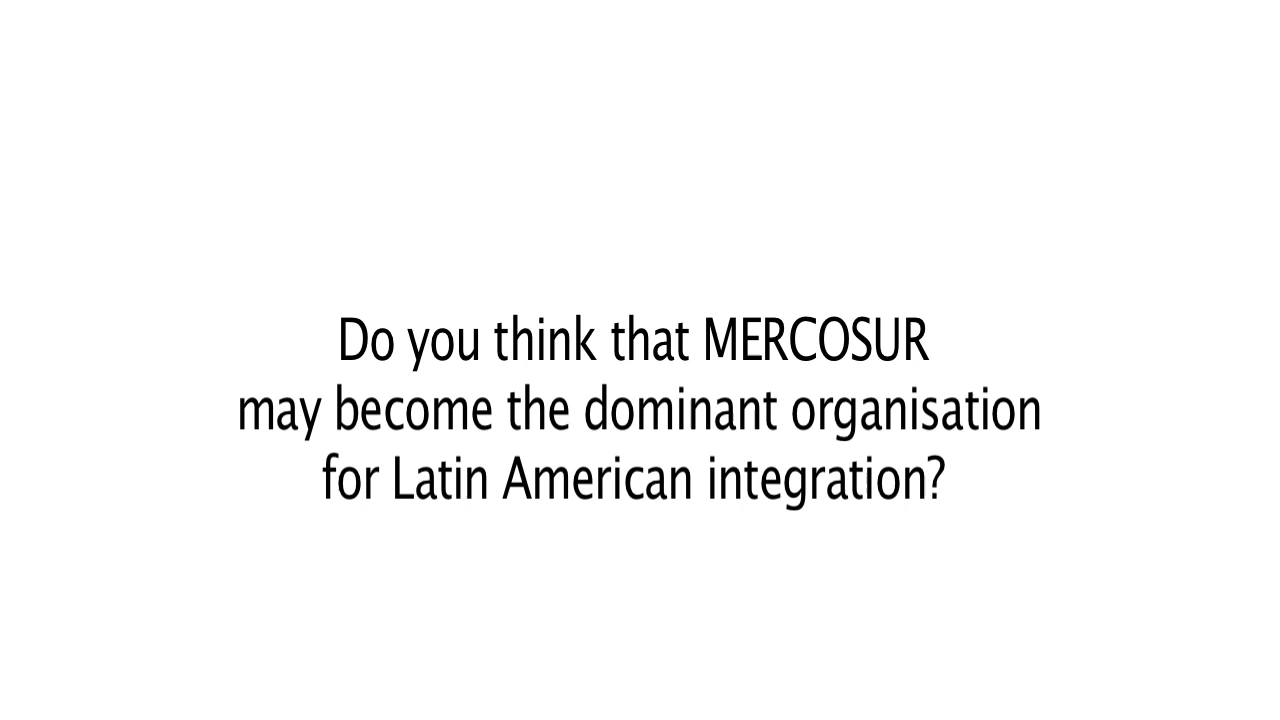 Do you think that MERCOSUR
may become the dominant organisation
for Latin American integration?